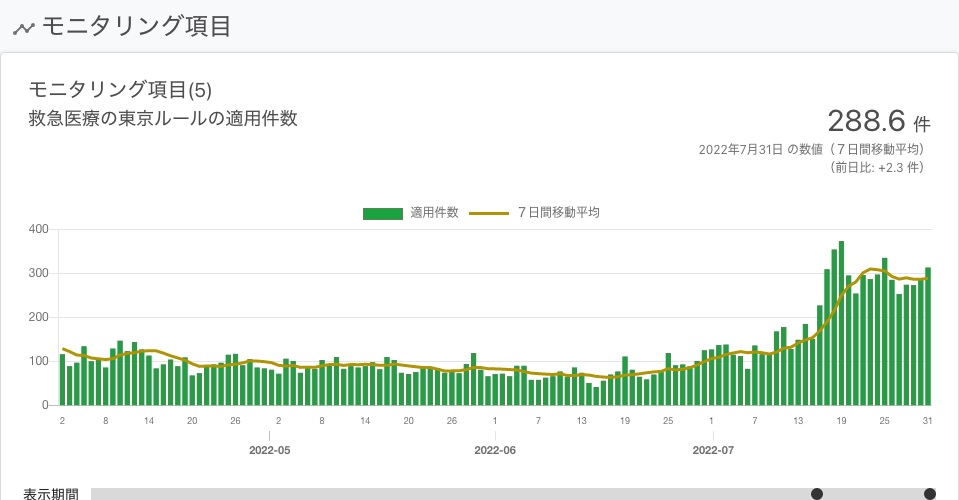 モニタリング項目
モニタリング項目(5)
救急医療の東京ルールの適用件数
288.6 件
2022年7月31日 の数値（７日間移動平均）
（前日比: +2.3 件）
適用件数 ７日間移動平均
400
300
200
100
0
2 8 14 20 26 2 8 14 20 26 1 7 13 19 25 1 7 13 19 25 31
2022-05 2022-06 2022-07
表示期間